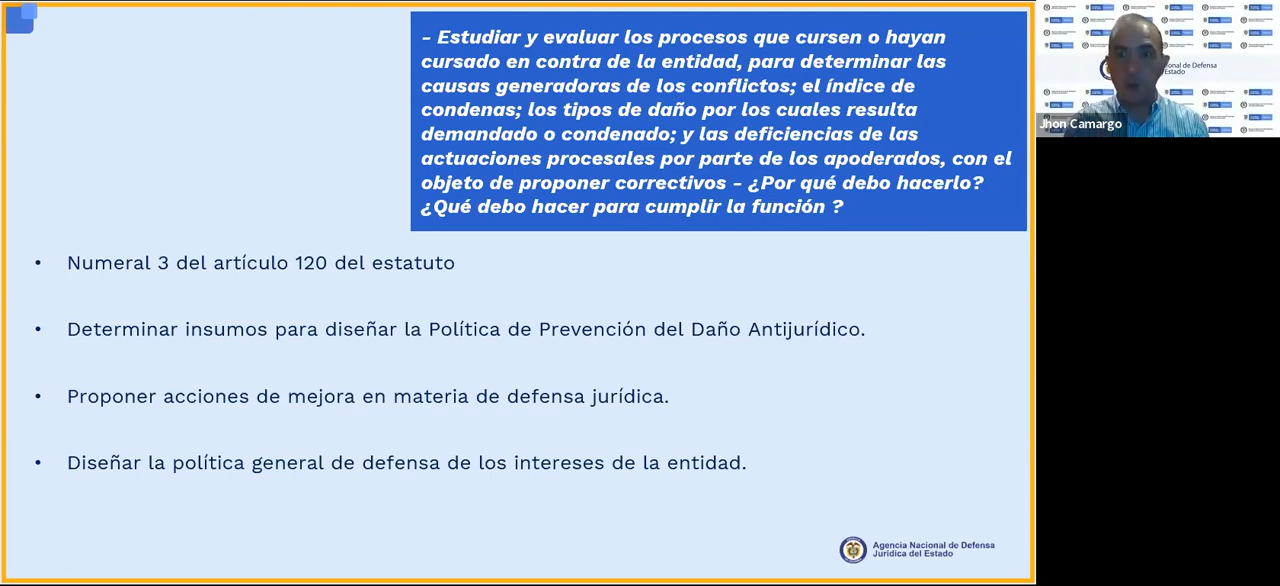 - Estudiar y evaluar los procesos que cursen o hayan
cursado en contra de la entidad, para determinar las
causas generadoras de los conflictos; el índice de
condenas; los tipos de daño por los cuales resulta
demandado o condenado; y las deficiencias de las
actuaciones procesales por parte de los apoderados, con el
objeto de proponer correctivos - ¿Por qué debo hacerlo?
¿Qué debo hacer para cumplir la función ?
• Numeral 3 del artículo 120 del estatuto
• Determinar insumos para diseñar la Política de Prevención del Daño Antijurídico.
• Proponer acciones de mejora en materia de defensa jurídica.
• Diseñar la política general de defensa de los intereses de la entidad.
Agencia Nacional de Defensa
Jurídica del Estado
onal de Defensa
Estado
Jhon Camargo